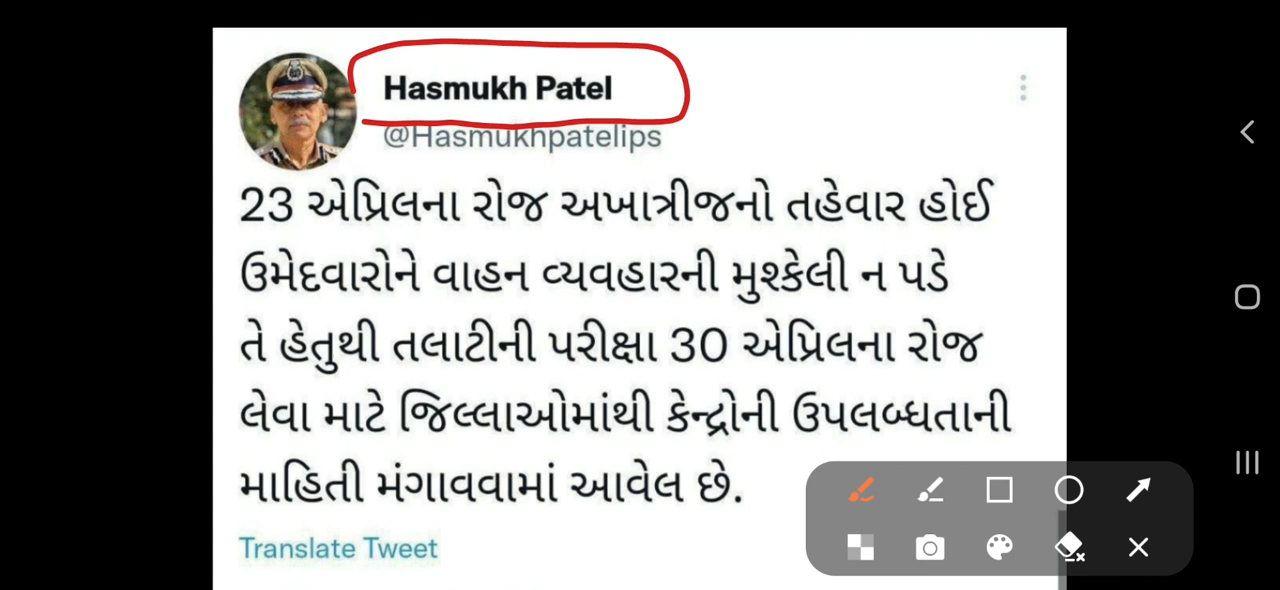 Hasmukh Patel
@Hasmukhpatelips
23 એપ્રિલના રોજ અખાત્રીજનો તહેવાર હોઈ
ઉમેદવારોને વાહન વ્યવહારની મુશ્કેલી ન પડે
તે હેતુથી તલાટીની પરીક્ષા 30 એપ્રિલના રોજ
લેવા માટે જિલ્લાઓમાંથી કેન્દ્રોની ઉપલબ્ધતાની
માહિતી મંગાવવામાં આવેલ છે.
Translate Tweet